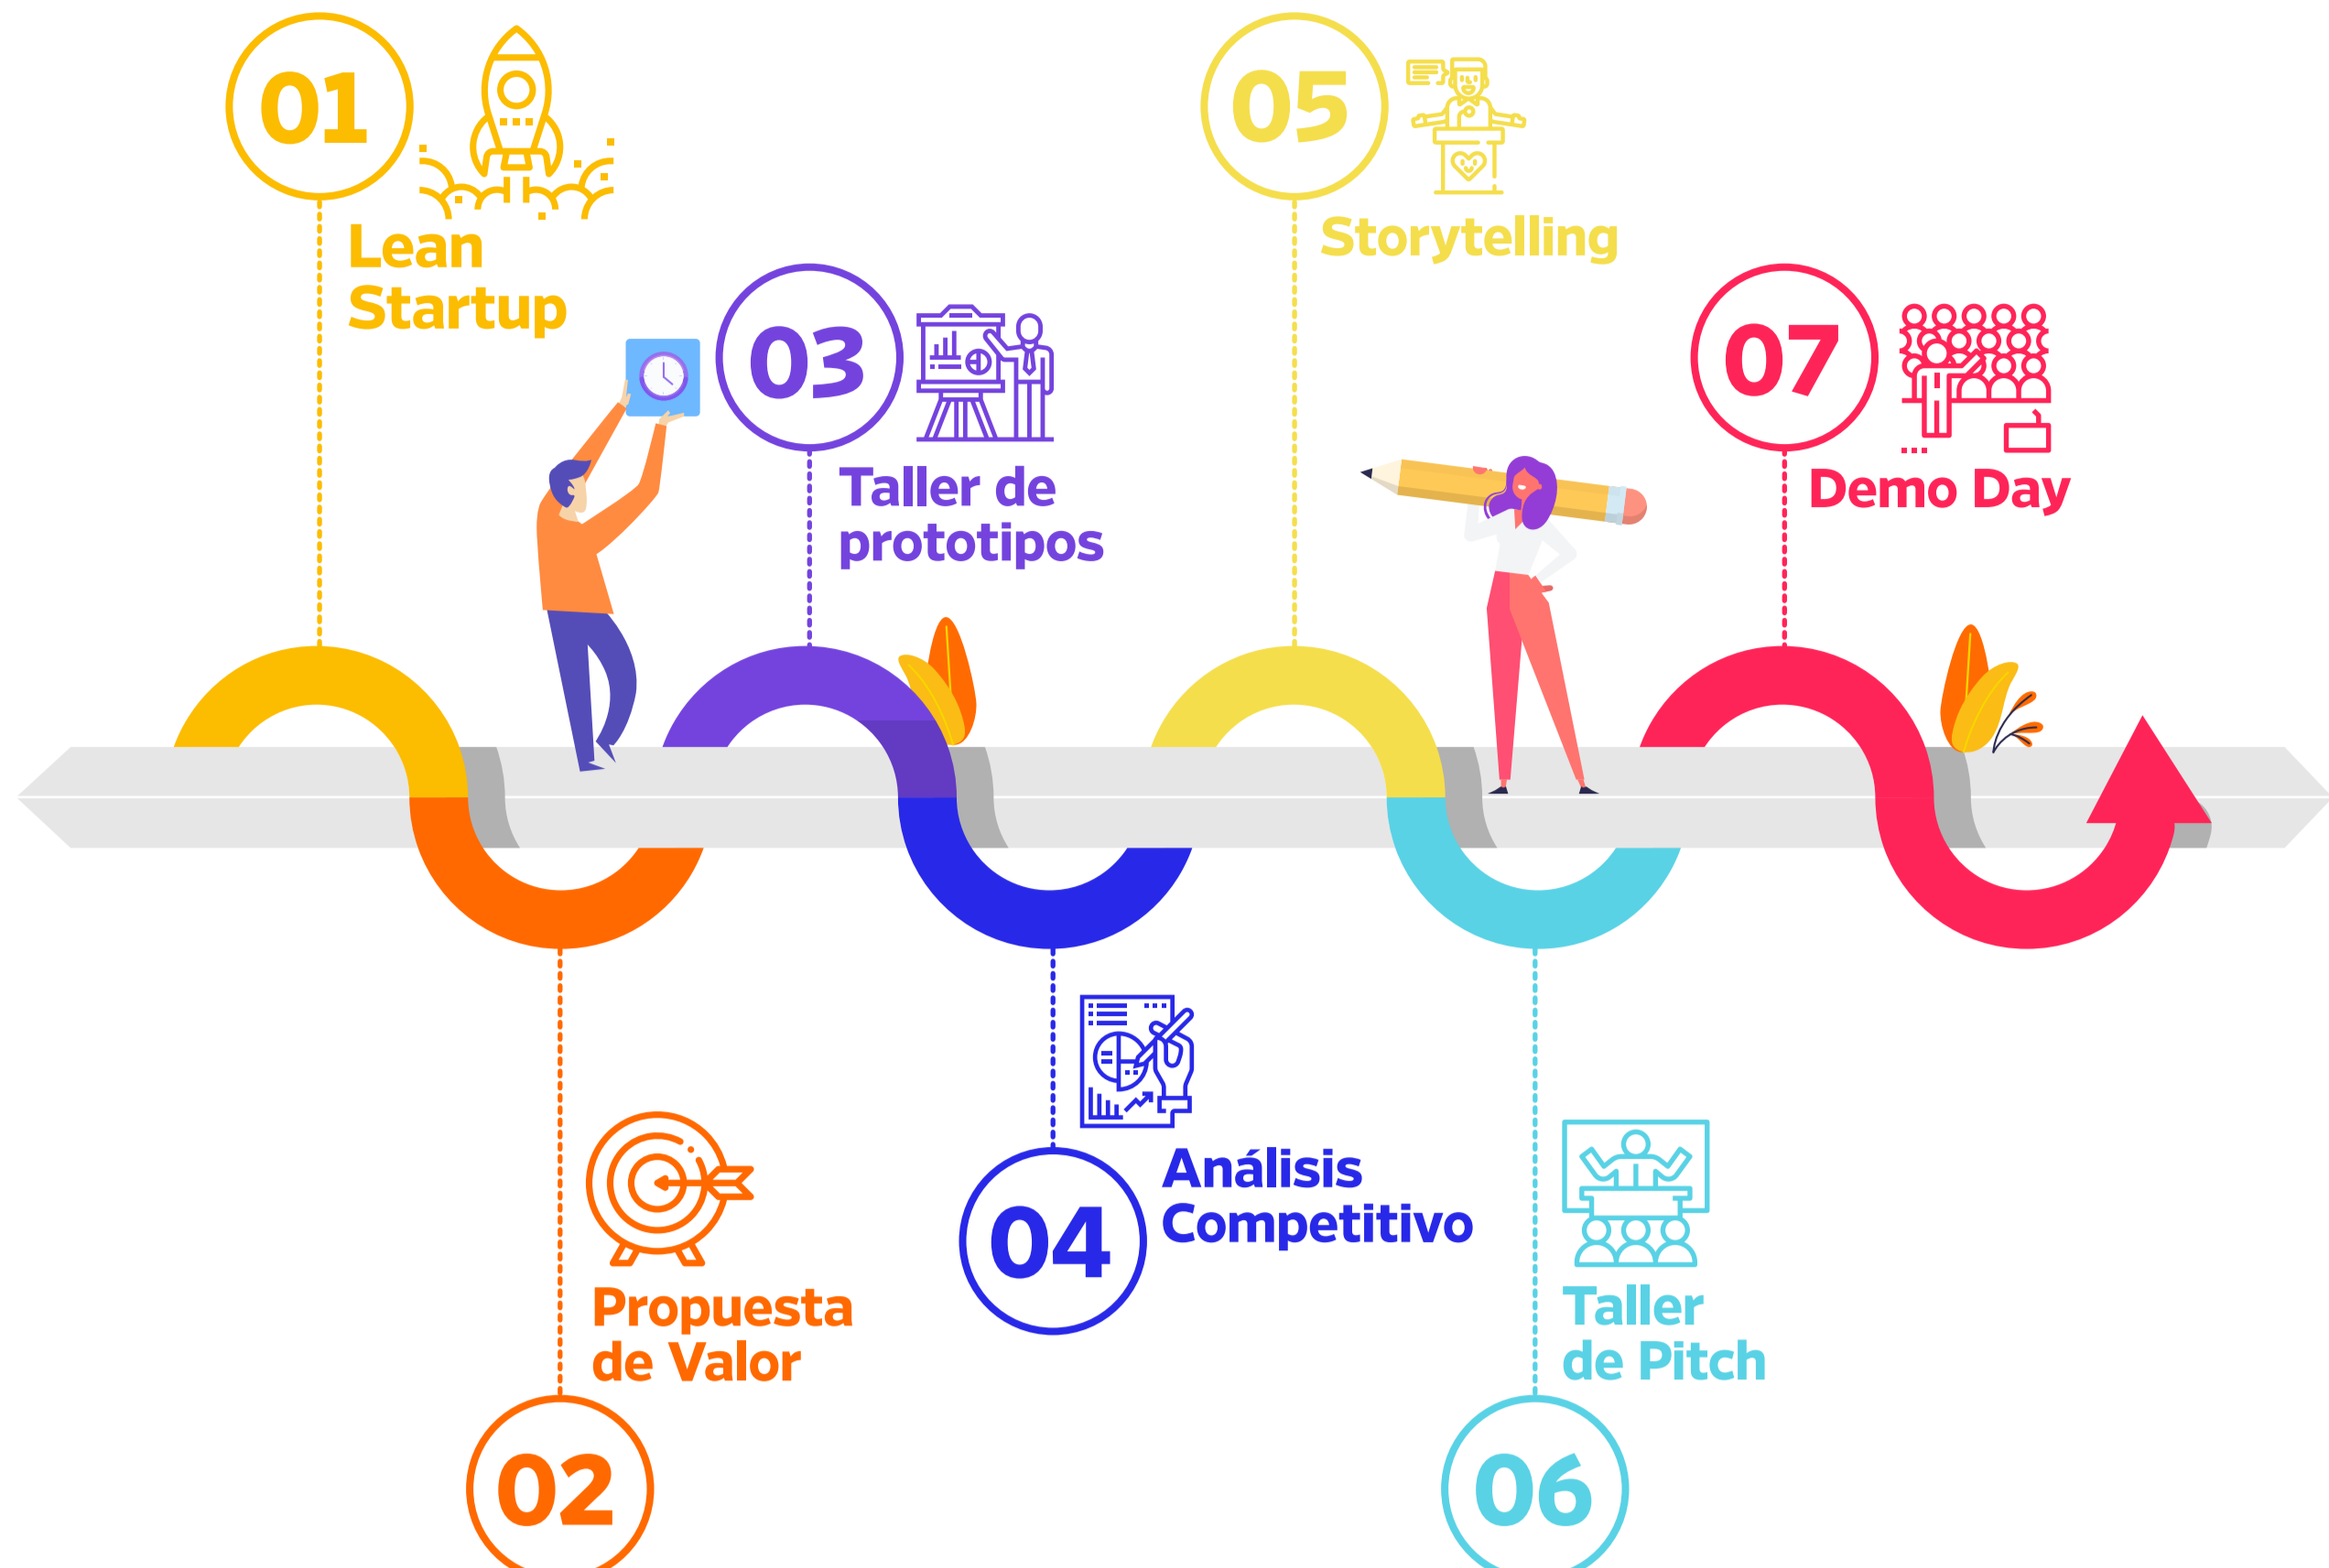 01
Lean
Startup
02
Propuesta
de Valor
03
Taller de
prototipos
04
Análisis
Competitivo
05
Storytelling
06
Taller
de Pitch
07
Demo Day